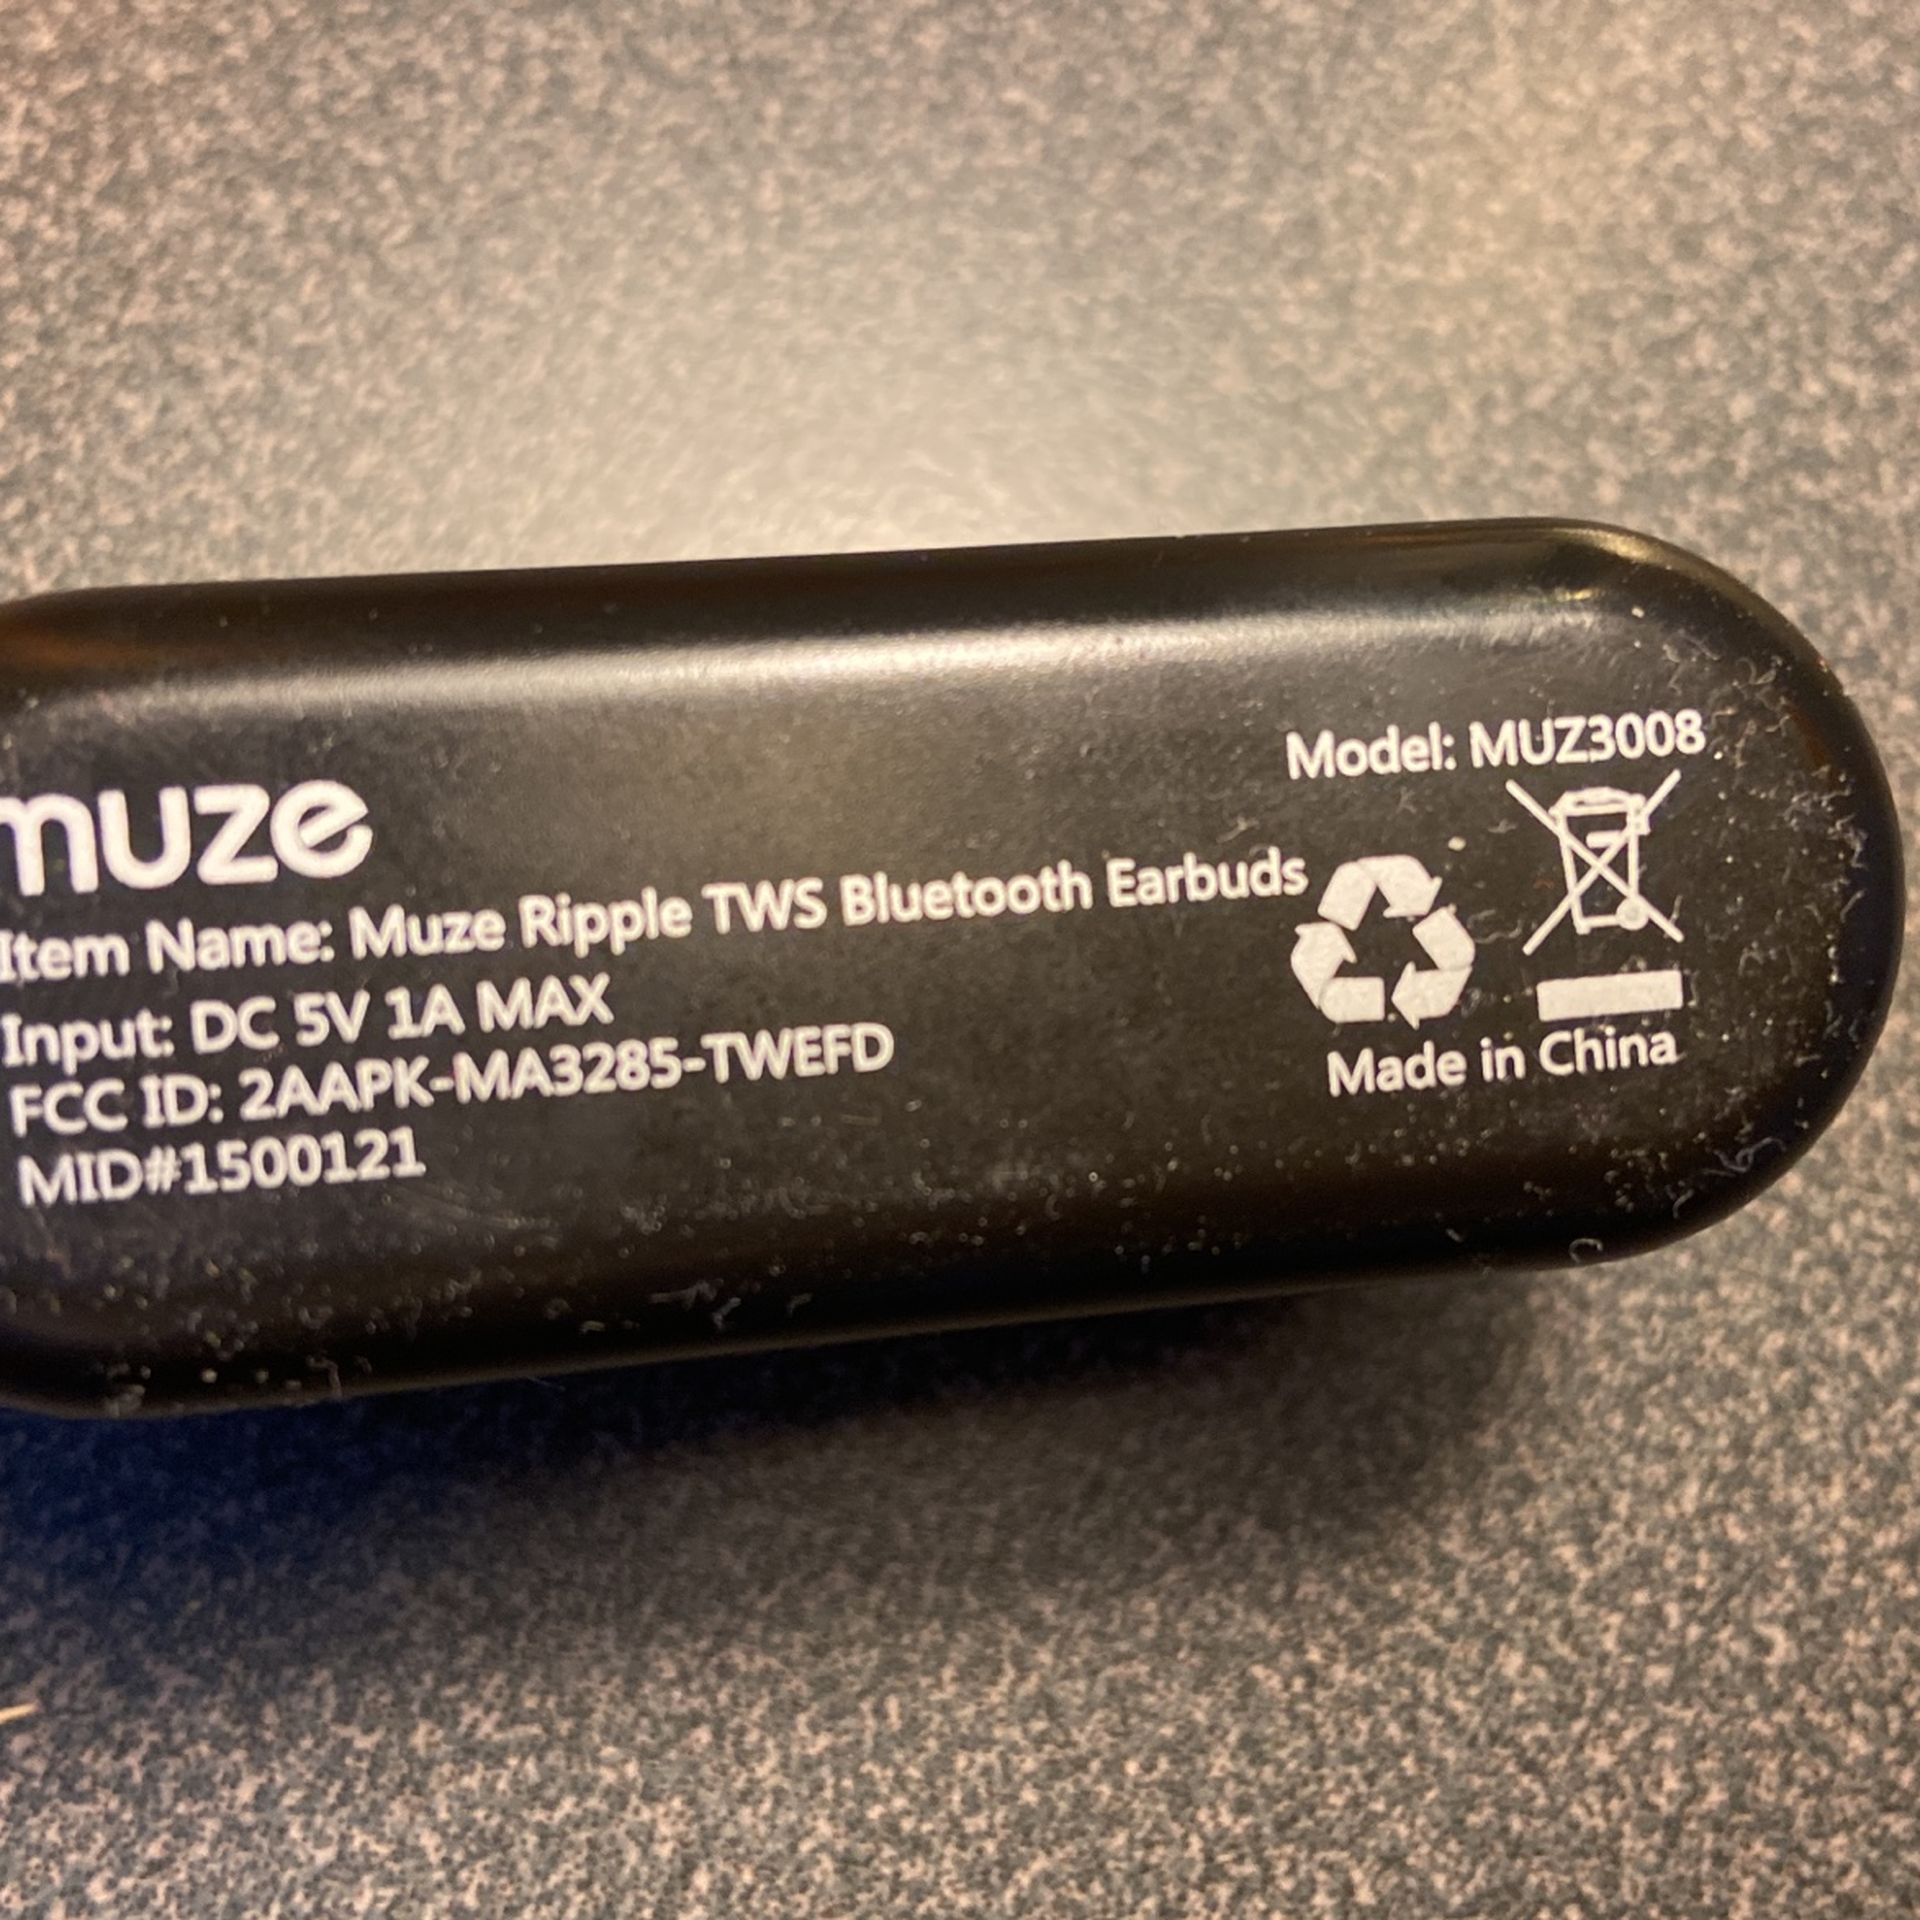 muze
Item Name: Muze Ripple TWS Bluetooth Earbuds
Input: DC 5V 1A MAX
FCC ID: 2AAPK-MA3285-TWEFD
MID#1500121
Model: MUZ3008
Made in China